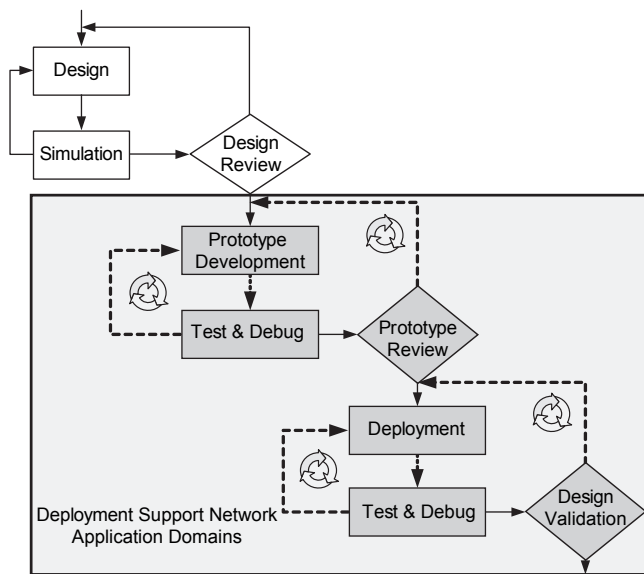 Design
Simulation
Design
Review
Prototype
Development
Test & Debug
Prototype
Review
Deployment
Test & Debug
Design
Validation
Deployment Support Network
Application Domains